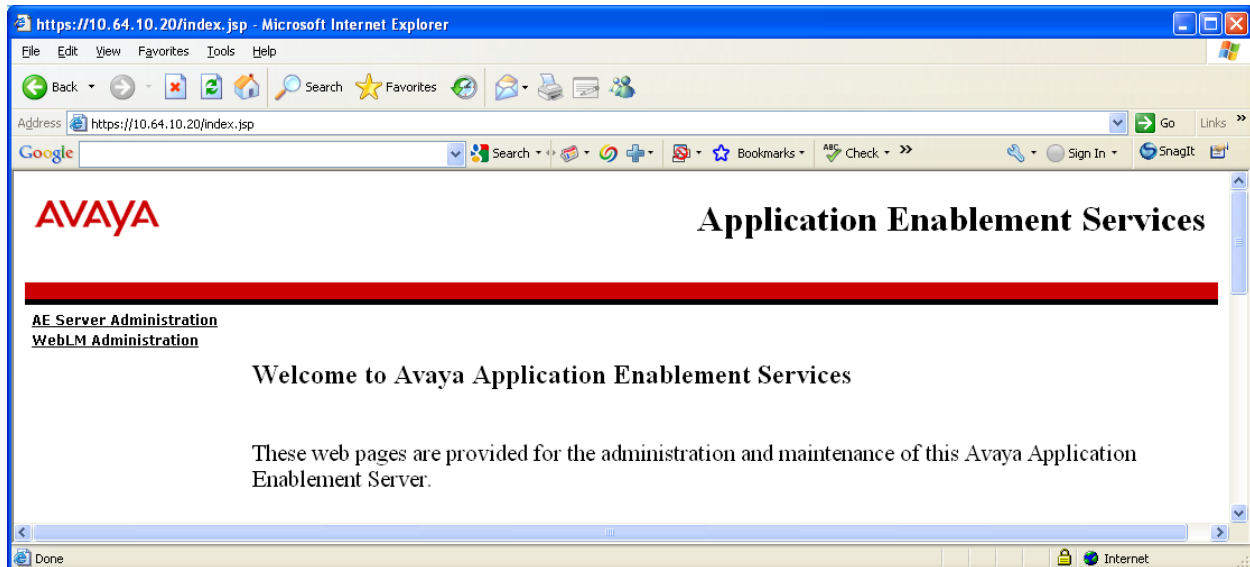 https://10.64.10.20/index.jsp - Microsoft Internet Explorer
File Edit View Favorites Tools Help
Back Search Favorites
Address https://10.64.10.20/index.jsp Go Links »
Google Search Bookmarks ABC Check » Sign In SnagIt
AVAYA
Application Enablement Services
AE Server Administration
WebLM Administration
Welcome to Avaya Application Enablement Services
These web pages are provided for the administration and maintenance of this Avaya Application
Enablement Server.
Done Internet